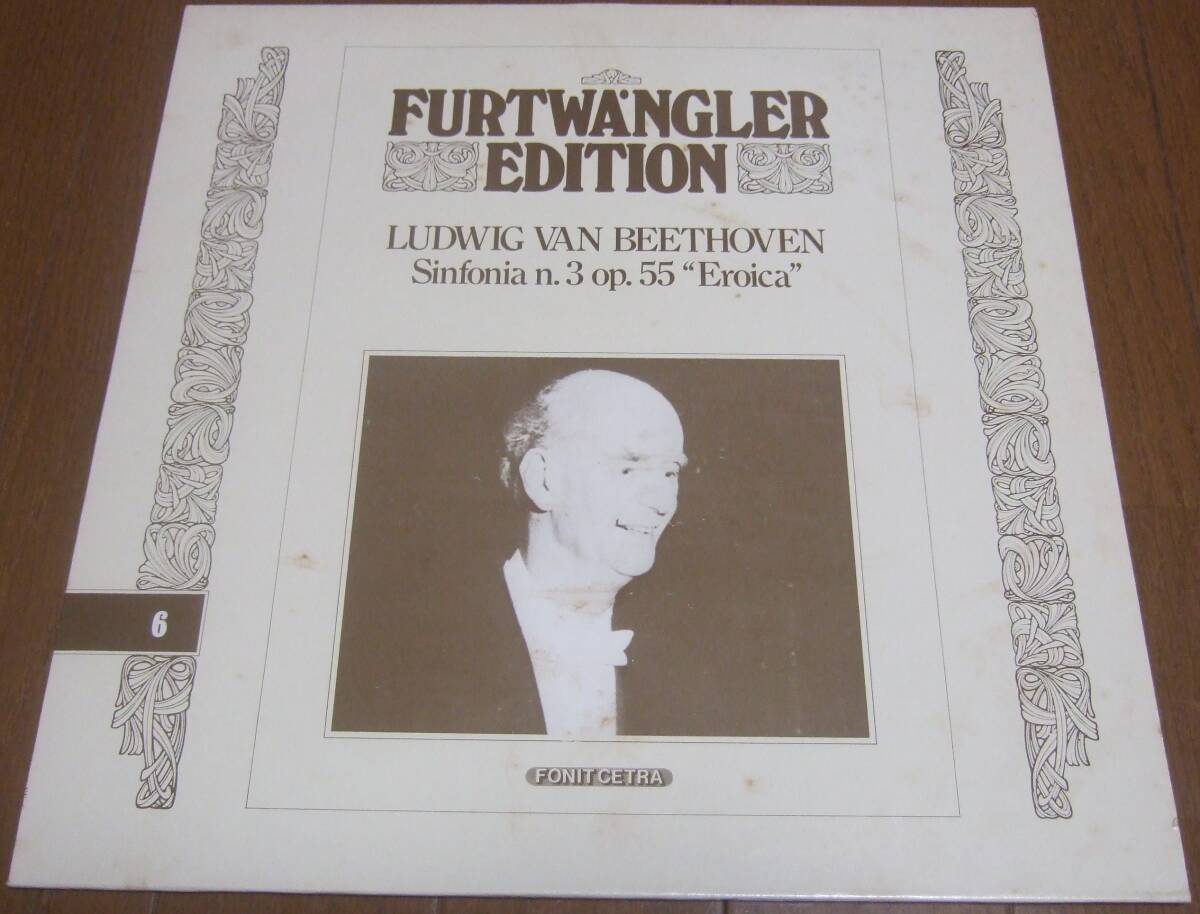 FURTWÄNGLER
EDITION
LUDWIG VAN BEETHOVEN
Sinfonia n. 3 op. 55 “Eroica”
6
FONIT CETRA